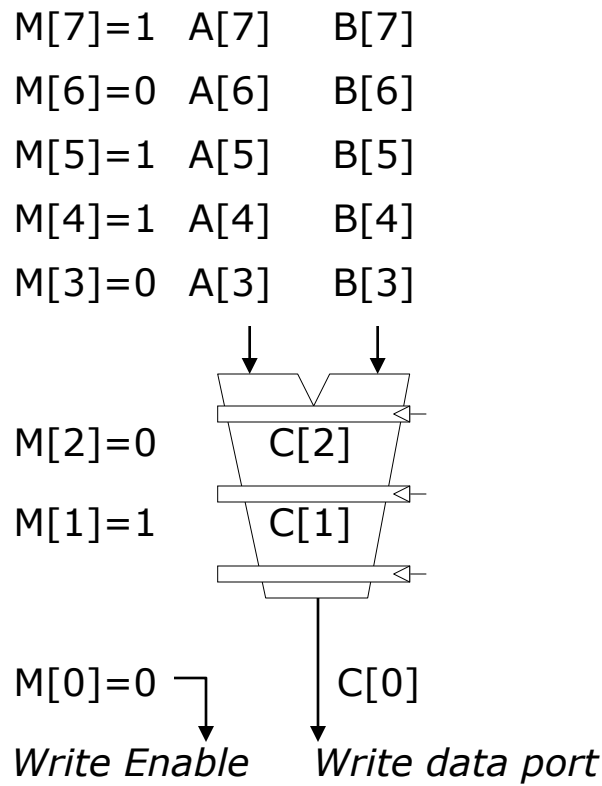 M[7]=1 A[7] B[7]
M[6]=0 A[6] B[6]
M[5]=1 A[5] B[5]
M[4]=1 A[4] B[4]
M[3]=0 A[3] B[3]
M[2]=0 C[2]
M[1]=1 C[1]
M[0]=0 C[0]
Write Enable Write data port